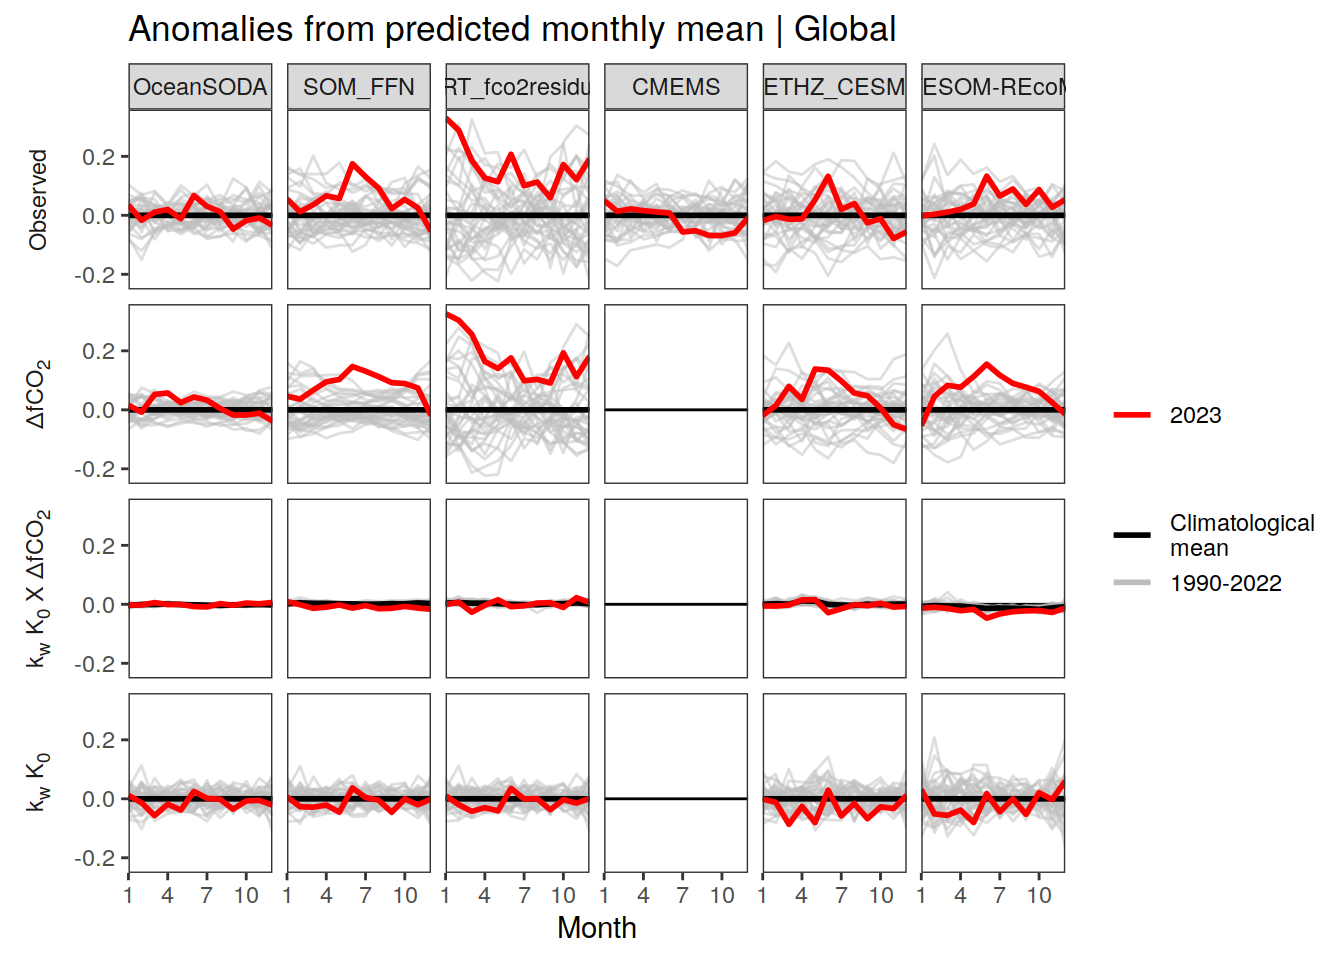 Anomalies from predicted monthly mean | Global
OceanSODA SOM_FFN RT_fco2residu CMEMS ETHZ_CESM ESOM-REcoM
Observed
0.2
0.0
-0.2
ΔfCO₂
0.2
0.0
-0.2
k_w K₀ X ΔfCO₂
0.2
0.0
-0.2
k_w K₀
0.2
0.0
-0.2
1 4 7 10 1 4 7 10 1 4 7 10 1 4 7 10 1 4 7 10 1 4 7 10
Month
2023
Climatological
mean
1990-2022